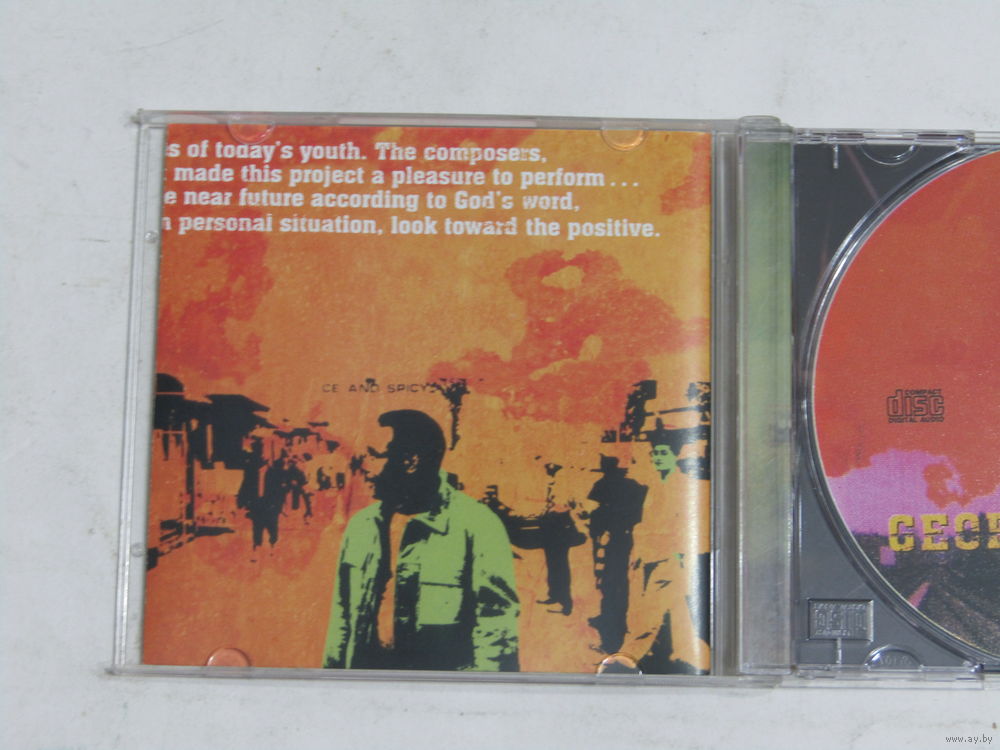 s of today's youth. The composers,
made this project a pleasure to perform...
e near future according to God's word,
n personal situation, look toward the positive.
CE AND SPICY
COMPACT
disc
DIGITAL AUDIO
GEOR
www.ay.by